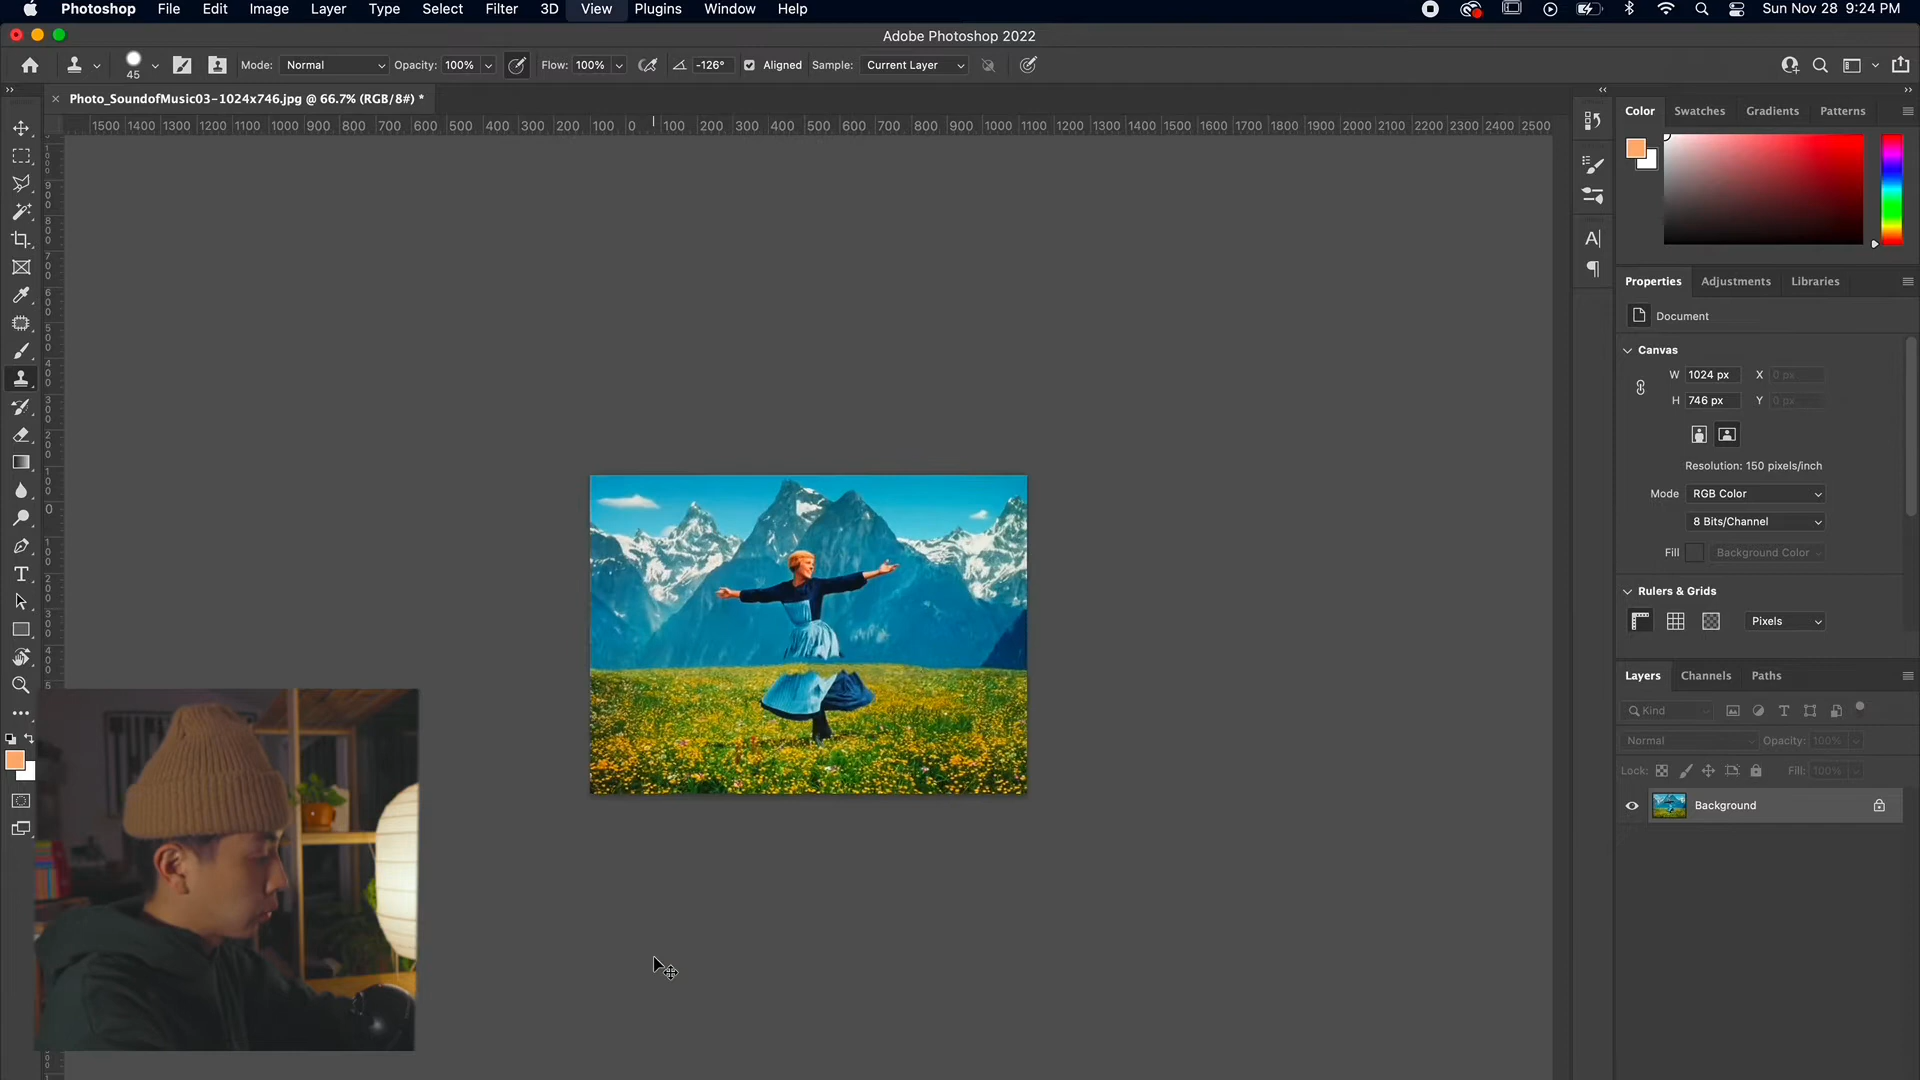 Photoshop File Edit Image Layer Type Select Filter 3D View Plugins Window Help Sun Nov 28 9:24 PM
Adobe Photoshop 2022
45 Mode: Normal Opacity: 100% Flow: 100% -126° Aligned Sample: Current Layer
Photo_SoundofMusic03-1024x746.jpg @ 66.7% (RGB/8#) *
1500 1400 1300 1200 1100 1000 900 800 700 600 500 400 300 200 100 0 100 200 300 400 500 600 700 800 900 1000 1100 1200 1300 1400 1500 1600 1700 1800 1900 2000 2100 2200 2300 2400 2500
Color Swatches Gradients Patterns
Properties Adjustments Libraries
Document
Canvas
W 1024 px X 0 px
H 746 px Y 0 px
Resolution: 150 pixels/inch
Mode RGB Color
8 Bits/Channel
Fill Background Color
Rulers & Grids
Pixels
Layers Channels Paths
Kind
Normal Opacity: 100%
Lock: Fill: 100%
Background